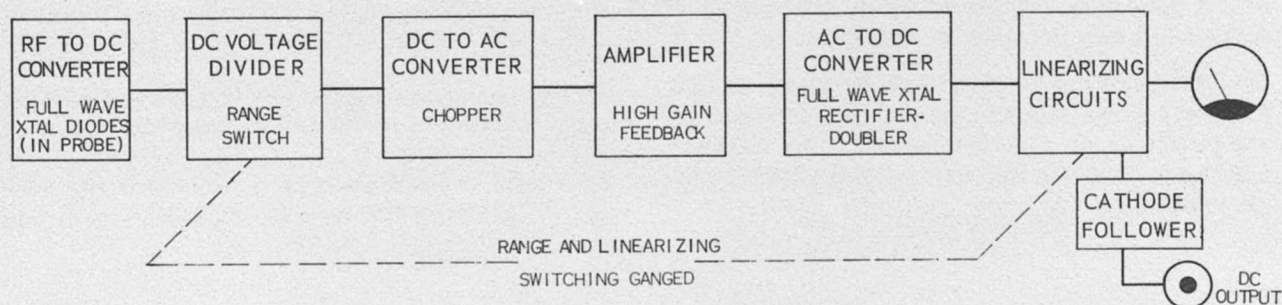 RF TO DC
CONVERTER
FULL WAVE
XTAL DIODES
(IN PROBE)
DC VOLTAGE
DIVIDER
RANGE
SWITCH
DC TO AC
CONVERTER
CHOPPER
AMPLIFIER
HIGH GAIN
FEEDBACK
AC TO DC
CONVERTER
FULL WAVE XTAL
RECTIFIER-
DOUBLER
LINEARIZING
CIRCUITS
CATHODE
FOLLOWER
DC
OUTPUT
RANGE AND LINEARIZING
SWITCHING GANGED